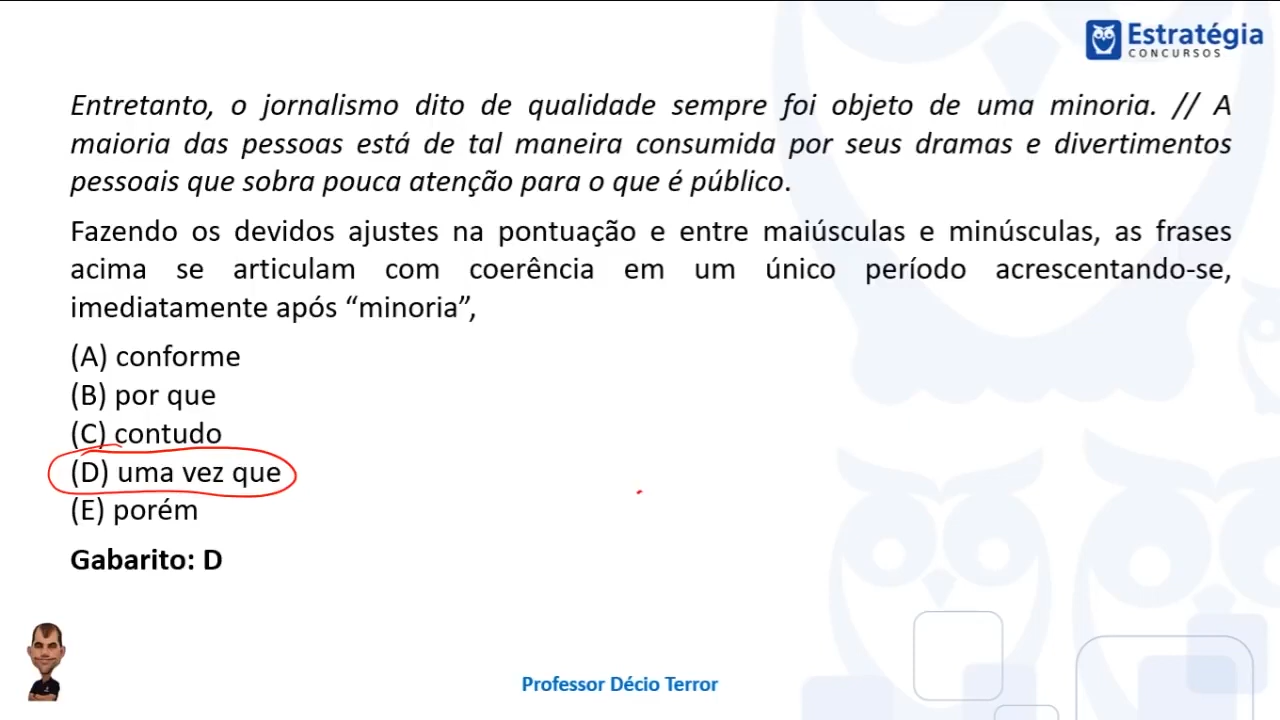 Estratégia
CONCURSOS
Entretanto, o jornalismo dito de qualidade sempre foi objeto de uma minoria. // A
maioria das pessoas está de tal maneira consumida por seus dramas e divertimentos
pessoais que sobra pouca atenção para o que é público.
Fazendo os devidos ajustes na pontuação e entre maiúsculas e minúsculas, as frases
acima se articulam com coerência em um único período acrescentando-se,
imediatamente após “minoria”,
(A) conforme
(B) por que
(C) contudo
(D) uma vez que
(E) porém
Gabarito: D
Professor Décio Terror